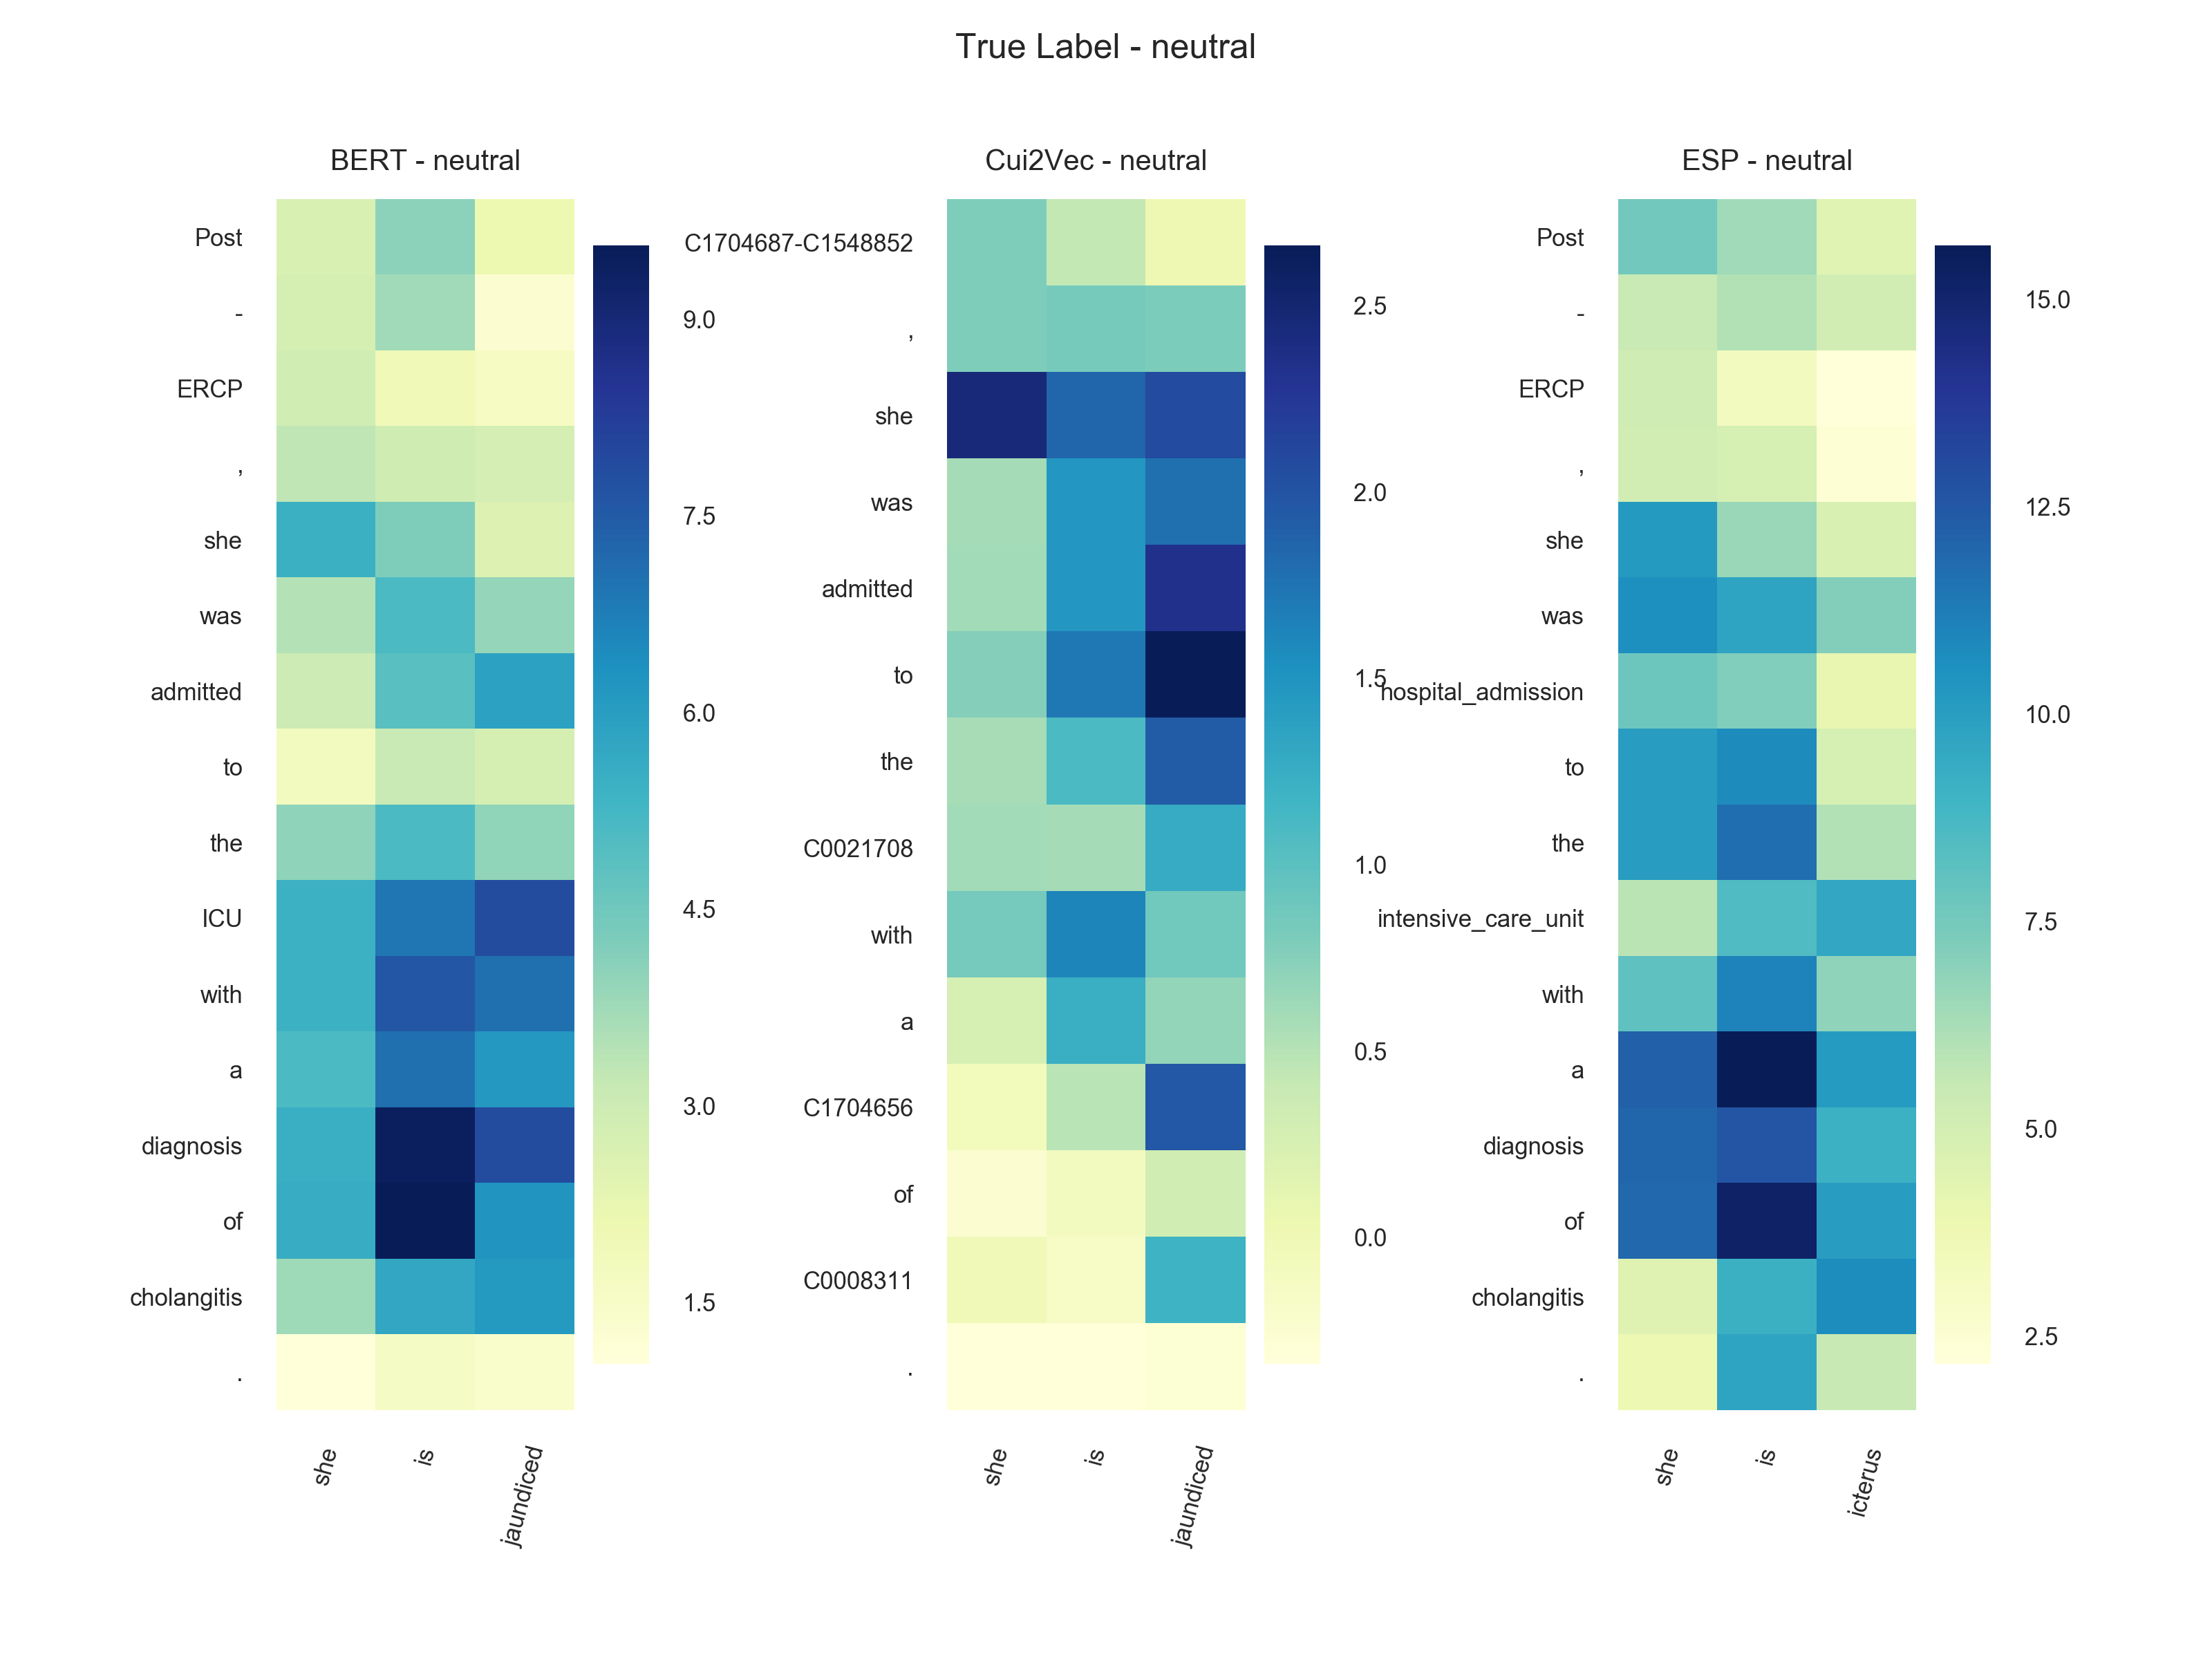 True Label - neutral
BERT - neutral
Post
-
ERCP
,
she
was
admitted
to
the
ICU
with
a
diagnosis
of
cholangitis
.
she
is
jaundiced
9.0
7.5
6.0
4.5
3.0
1.5
Cui2Vec - neutral
C1704687-C1548852
,
she
was
admitted
to
the
C0021708
with
a
C1704656
of
C0008311
.
she
is
jaundiced
2.5
2.0
1.5
1.0
0.5
0.0
ESP - neutral
Post
-
ERCP
,
she
was
hospital_admission
to
the
intensive_care_unit
with
a
diagnosis
of
cholangitis
.
she
is
icterus
15.0
12.5
10.0
7.5
5.0
2.5